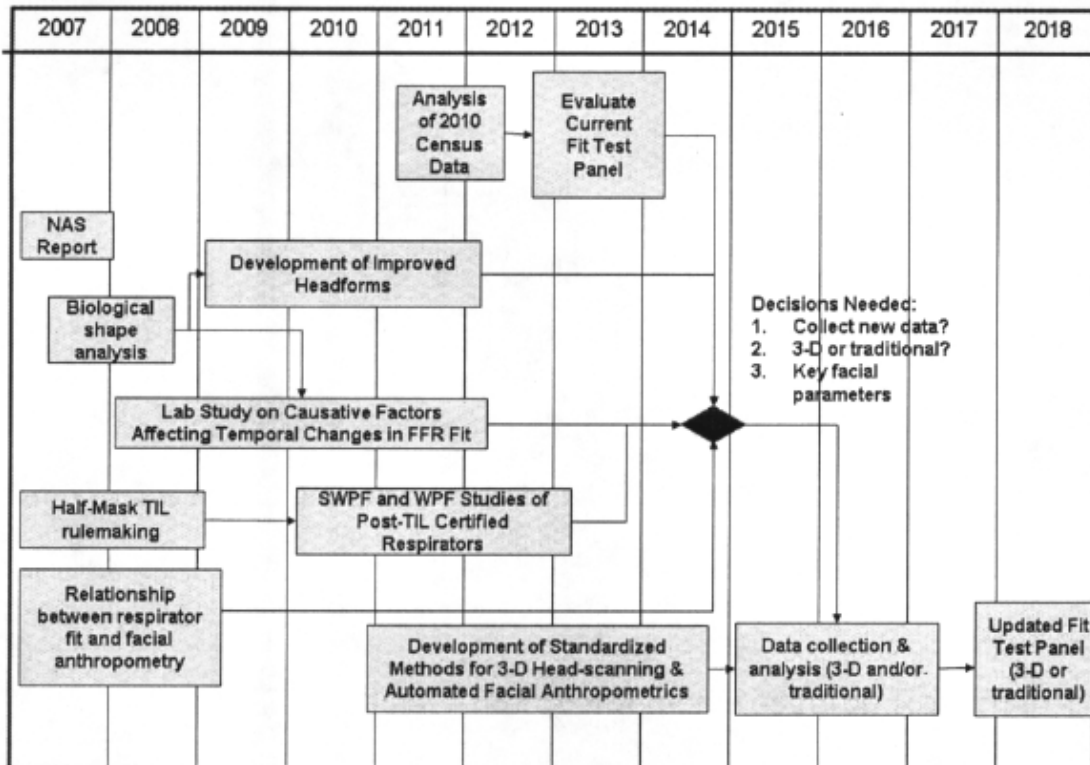 2007 2008 2009 2010 2011 2012 2013 2014 2015 2016 2017 2018
Analysis
of 2010
Census
Data
Evaluate
Current
Fit Test
Panel
NAS
Report
Development of Improved
Headforms
Biological
shape
analysis
Decisions Needed:
1. Collect new data?
2. 3-D or traditional?
3. Key facial
parameters
Lab Study on Causative Factors
Affecting Temporal Changes in FFR Fit
Half-Mask TIL
rulemaking
SWPF and WPF Studies of
Post-TIL Certified
Respirators
Relationship
between respirator
fit and facial
anthropometry
Development of Standardized
Methods for 3-D Head-scanning &
Automated Facial Anthropometrics
Data collection &
analysis (3-D and/or
traditional)
Updated Fit
Test Panel
(3-D or
traditional)